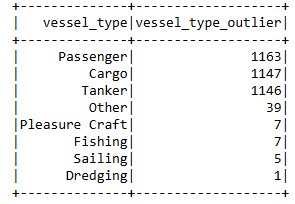 +--------------+-------------------+
|   vessel_type|vessel_type_outlier|
+--------------+-------------------+
|     Passenger|               1163|
|         Cargo|               1147|
|        Tanker|               1146|
|         Other|                 39|
|Pleasure Craft|                  7|
|       Fishing|                  7|
|       Sailing|                  5|
|      Dredging|                  1|
+--------------+-------------------+